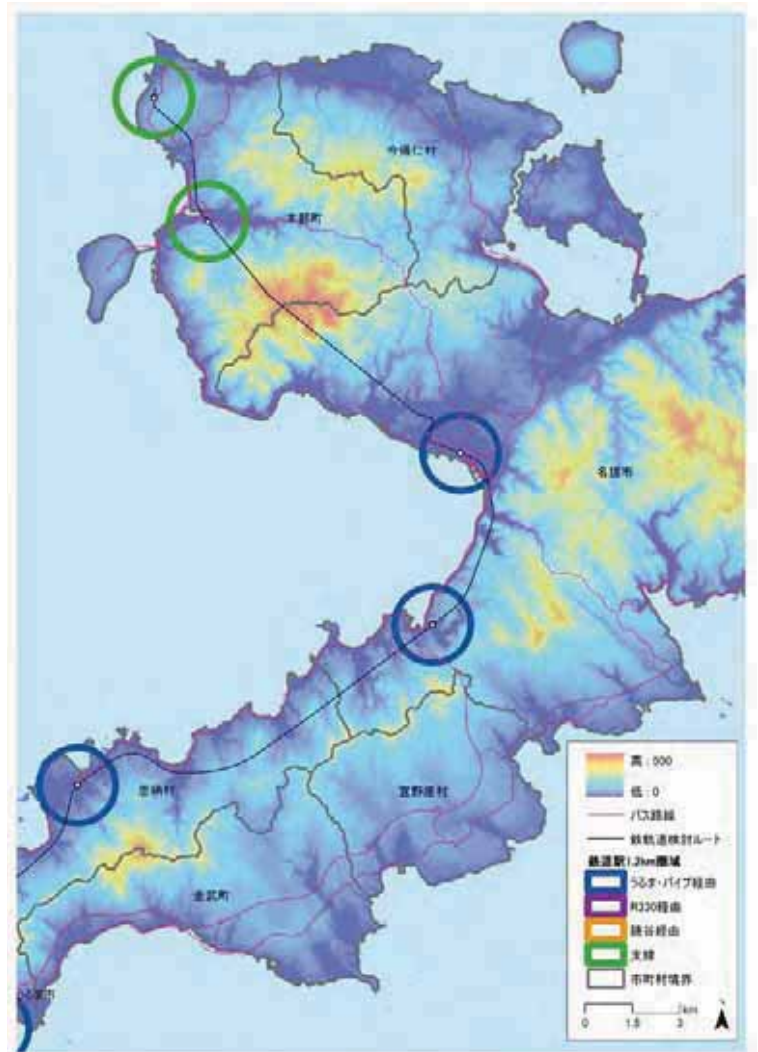 今帰仁村
本部町
名護市
恩納村
宜野座村
金武町
高 : 500
低 : 0
バス路線
鉄軌道検討ルート
鉄道駅1.2km圏域
うるま・パイプ経由
R330経由
読谷経由
支線
市町村境界
km
0 1.5 3